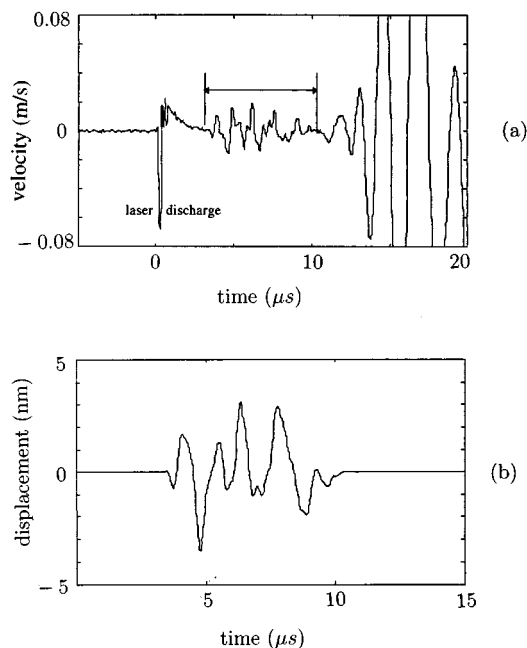 0.08
velocity (m/s)
0
(a)
laser discharge
− 0.08
0
10
20
time (μs)
5
displacement (nm)
0
(b)
− 5
5
10
15
time (μs)